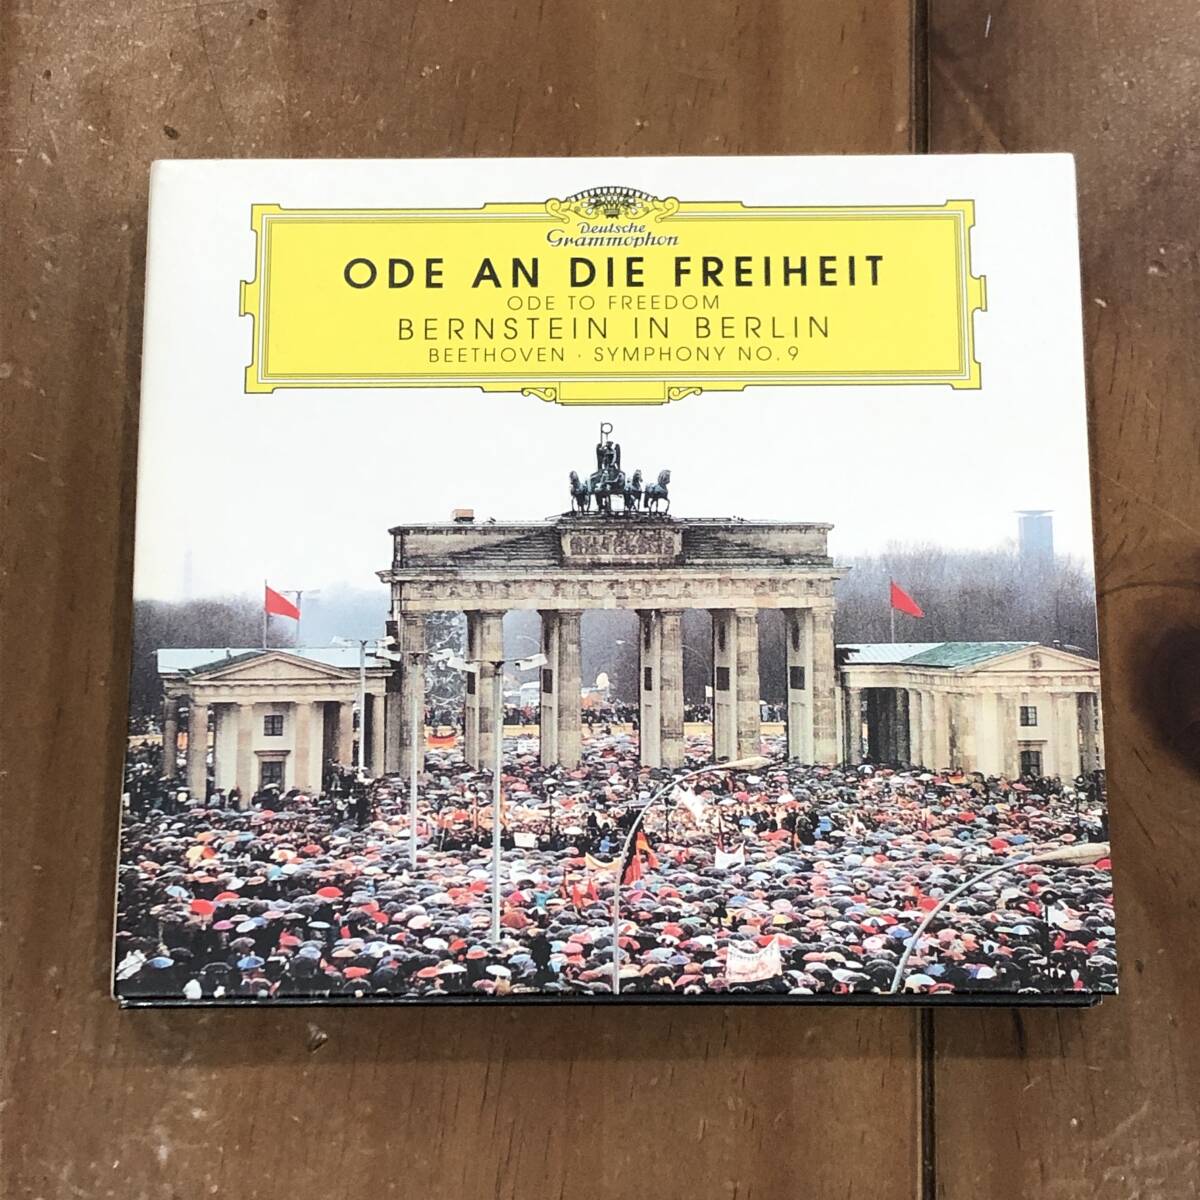 Deutsche
Grammophon
ODE AN DIE FREIHEIT
ODE TO FREEDOM
BERNSTEIN IN BERLIN
BEETHOVEN · SYMPHONY NO. 9